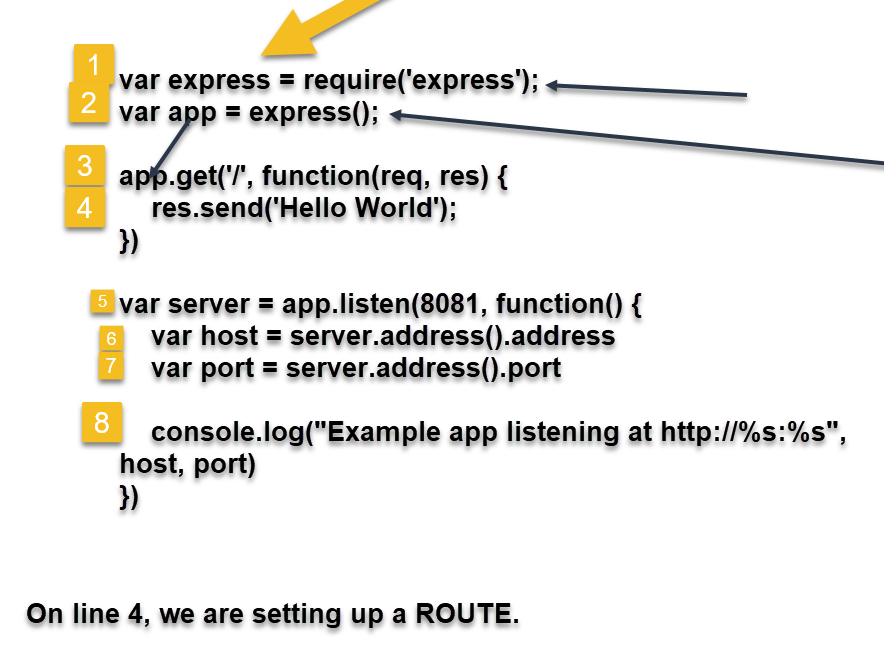 1 var express = require('express');
2 var app = express();
3 app.get('/', function(req, res) {
4 res.send('Hello World');
})
5 var server = app.listen(8081, function() {
6 var host = server.address().address
7 var port = server.address().port
8 console.log("Example app listening at http://%s:%s",
host, port)
})
On line 4, we are setting up a ROUTE.